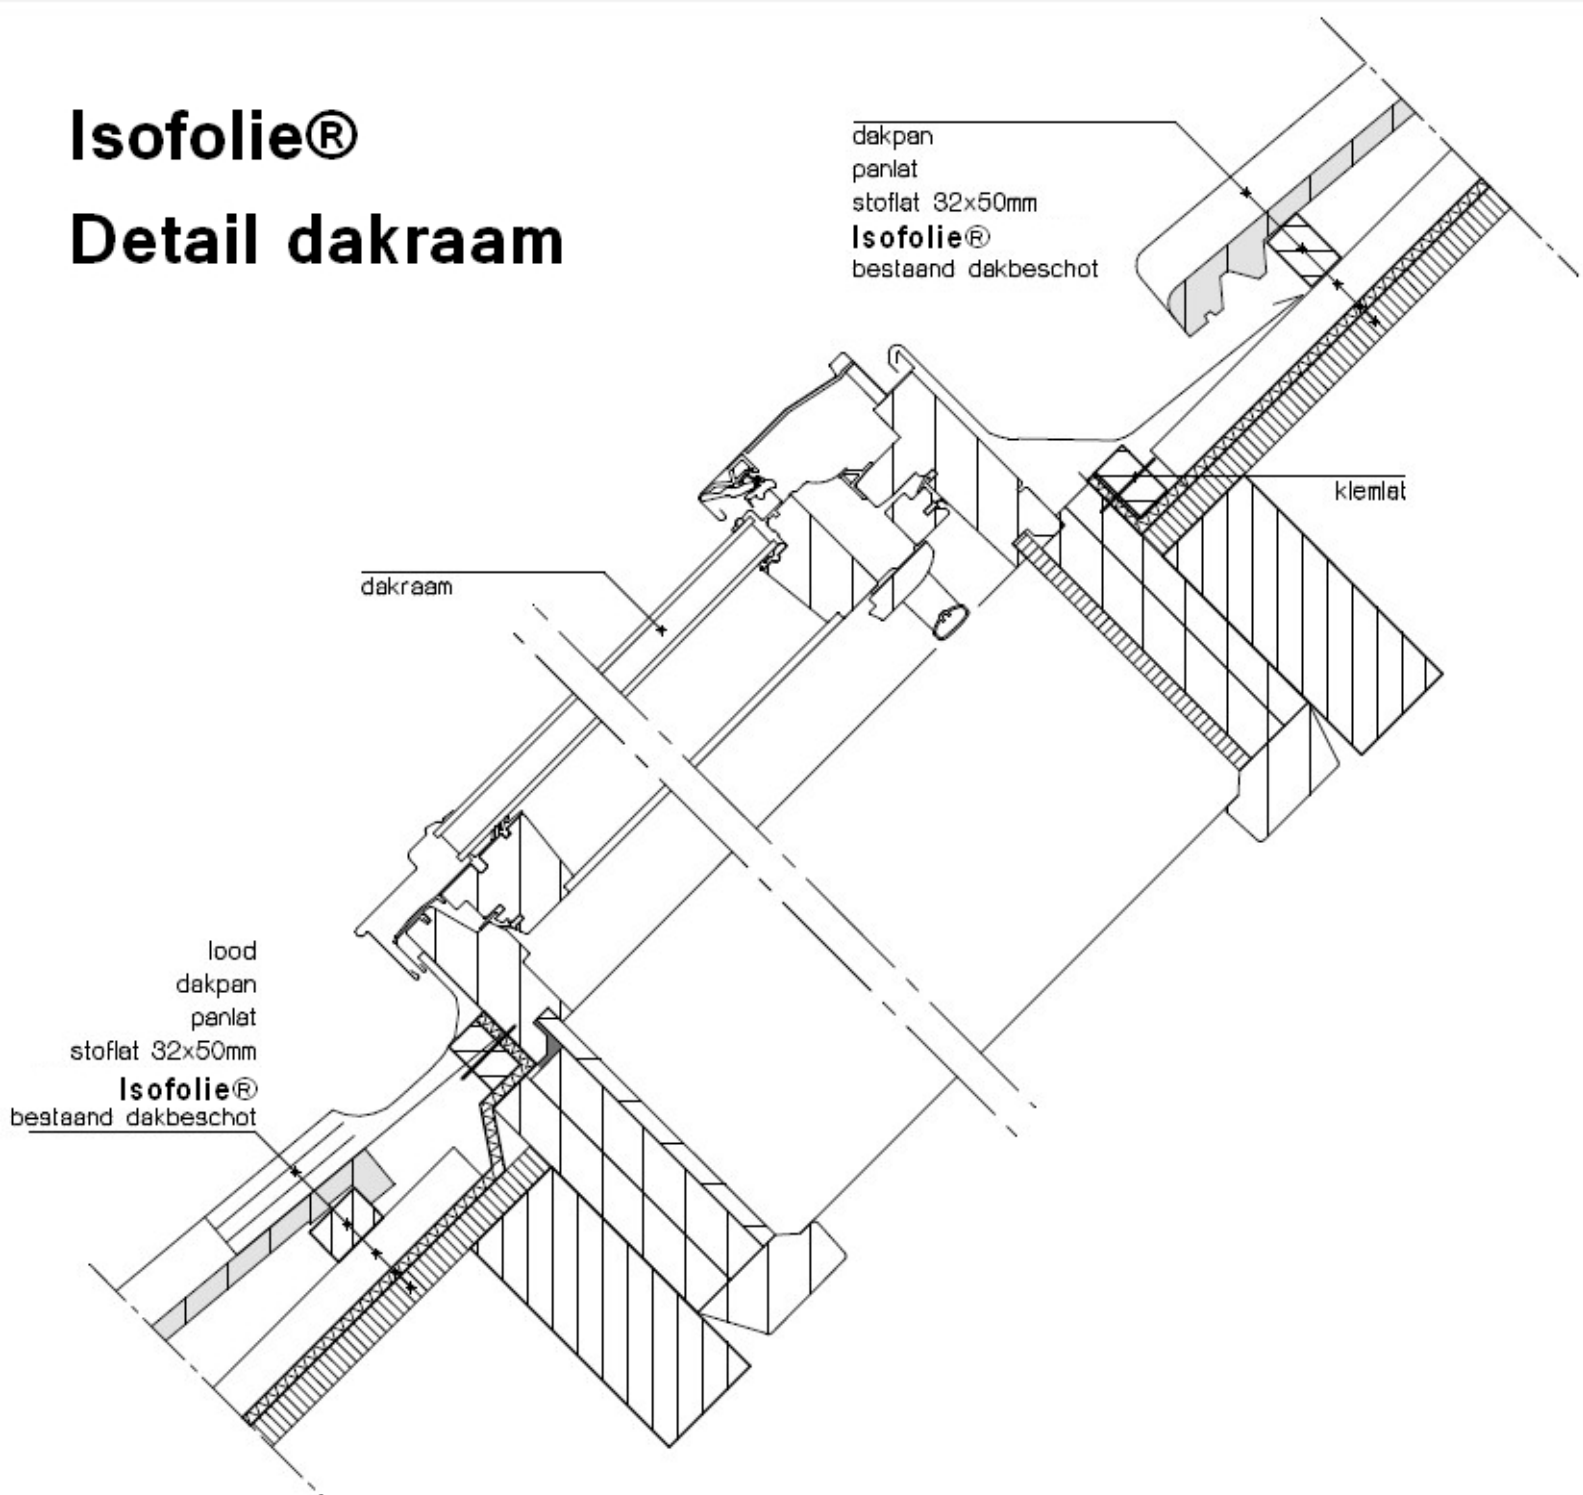 Isofolie®
Detail dakraam
dakpan
panlat
stoflat 32x50mm
Isofolie®
bestaand dakbeschot
klemlat
dakraam
lood
dakpan
panlat
stoflat 32x50mm
Isofolie®
bestaand dakbeschot